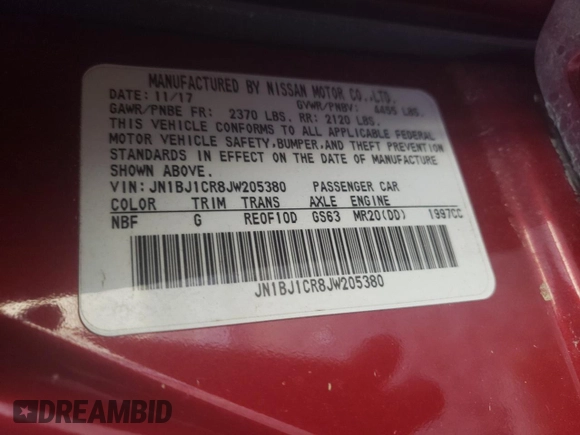 MANUFACTURED BY NISSAN MOTOR CO.,LTD.
DATE: 11/17 GVWR/PNBV: 4455 LBS.
GAWR/PNBE FR: 2370 LBS. RR: 2120 LBS.
THIS VEHICLE CONFORMS TO ALL APPLICABLE FEDERAL
MOTOR VEHICLE SAFETY, BUMPER, AND THEFT PREVENTION
STANDARDS IN EFFECT ON THE DATE OF MANUFACTURE
SHOWN ABOVE.
VIN: JN1BJ1CR8JW205380 PASSENGER CAR
COLOR TRIM TRANS AXLE ENGINE
NBF G RE0F10D GS63 MR20(DD) 1997CC
JN1BJ1CR8JW205380
DREAMBID